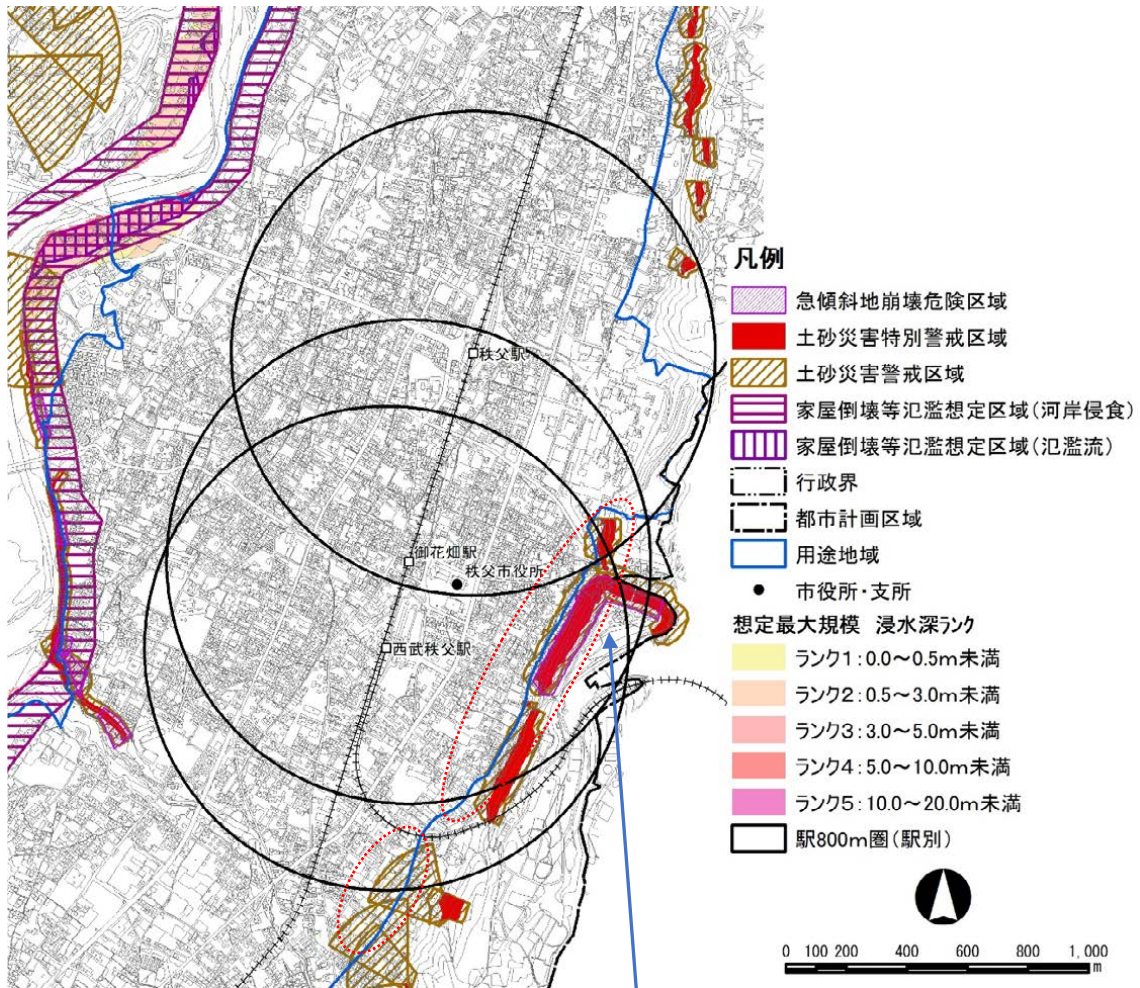 秩父駅
御花畑駅
秩父市役所
西武秩父駅
凡例
急傾斜地崩壊危険区域
土砂災害特別警戒区域
土砂災害警戒区域
家屋倒壊等氾濫想定区域(河岸侵食)
家屋倒壊等氾濫想定区域(氾濫流)
行政界
都市計画区域
用途地域
市役所・支所
想定最大規模 浸水深ランク
ランク1:0.0~0.5m未満
ランク2:0.5~3.0m未満
ランク3:3.0~5.0m未満
ランク4:5.0~10.0m未満
ランク5:10.0~20.0m未満
駅800m圏(駅別)
0 100 200 400 600 800 1,000
m